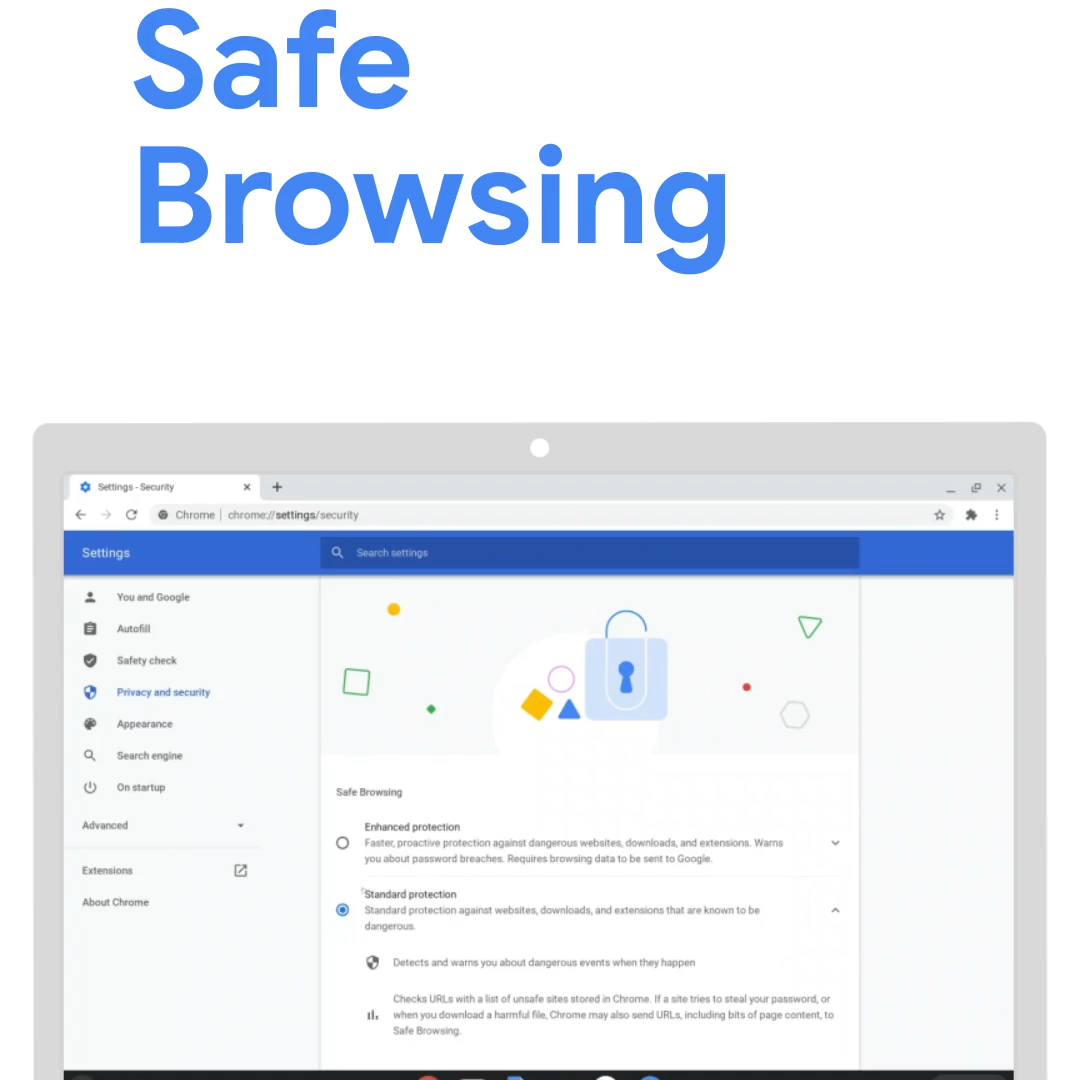 Safe
Browsing
Settings - Security
Chrome | chrome://settings/security
Settings
Search settings
You and Google
Autofill
Safety check
Privacy and security
Appearance
Search engine
On startup
Advanced
Extensions
About Chrome
Safe Browsing
Enhanced protection
Faster, proactive protection against dangerous websites, downloads, and extensions. Warns
you about password breaches. Requires browsing data to be sent to Google.
Standard protection
Standard protection against websites, downloads, and extensions that are known to be
dangerous.
Detects and warns you about dangerous events when they happen
Checks URLs with a list of unsafe sites stored in Chrome. If a site tries to steal your password, or
when you download a harmful file, Chrome may also send URLs, including bits of page content, to
Safe Browsing.